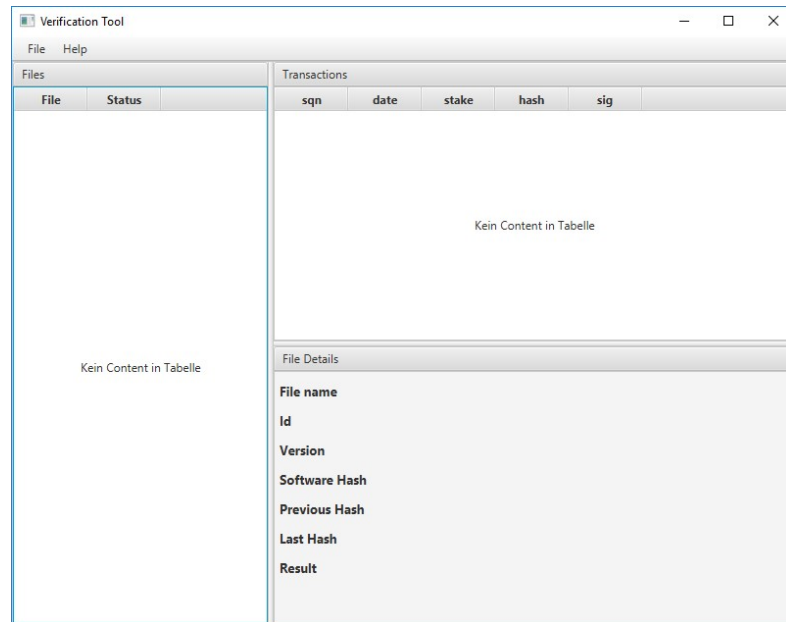 Verification Tool
File Help
Files
File Status
Kein Content in Tabelle
Transactions
sqn date stake hash sig
Kein Content in Tabelle
File Details
File name
Id
Version
Software Hash
Previous Hash
Last Hash
Result